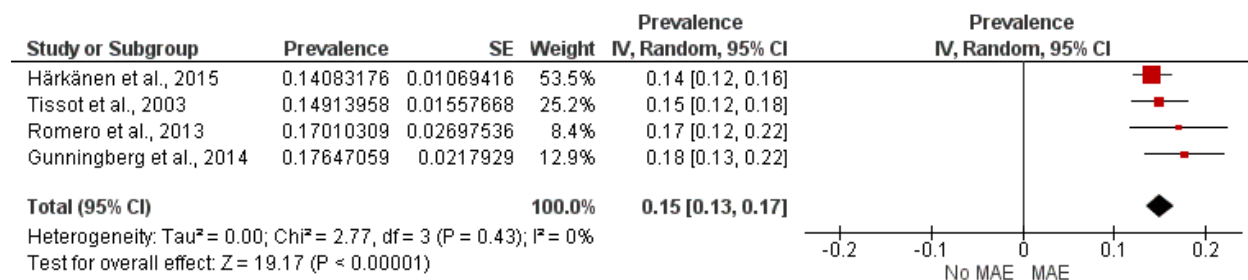 Prevalence Prevalence
Study or Subgroup Prevalence SE Weight IV, Random, 95% CI IV, Random, 95% CI
Härkänen et al., 2015 0.14083176 0.01069416 53.5% 0.14 [0.12, 0.16]
Tissot et al., 2003 0.14913958 0.01557668 25.2% 0.15 [0.12, 0.18]
Romero et al., 2013 0.17010309 0.02697536 8.4% 0.17 [0.12, 0.22]
Gunningberg et al., 2014 0.17647059 0.0217929 12.9% 0.18 [0.13, 0.22]
Total (95% CI) 100.0% 0.15 [0.13, 0.17]
Heterogeneity: Tau² = 0.00; Chi² = 2.77, df = 3 (P = 0.43); I² = 0%
Test for overall effect: Z = 19.17 (P < 0.00001)
-0.2 -0.1 0 0.1 0.2
No MAE MAE